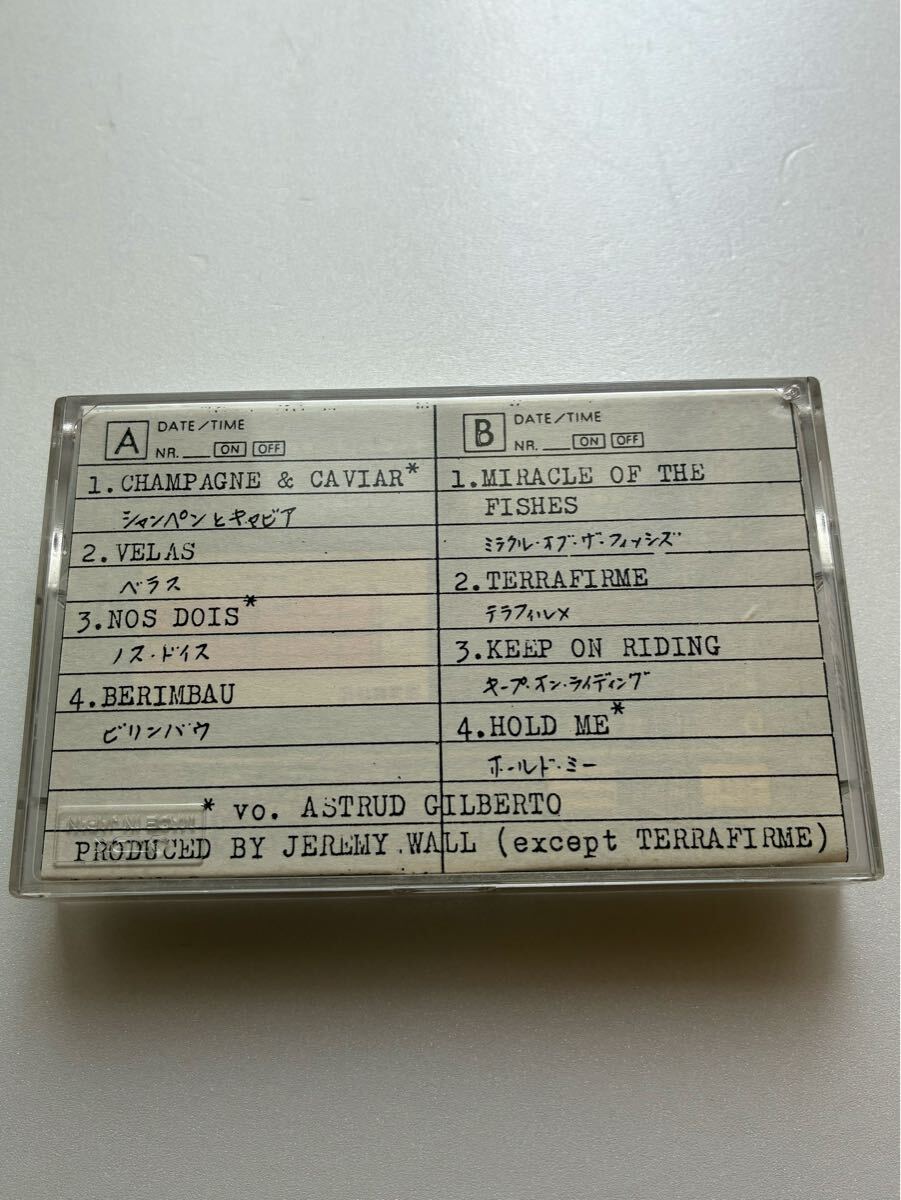 A DATE/TIME
NR. ___ ON OFF
1.CHAMPAGNE & CAVIAR*
シャンペンとキャビア
2.VELAS
ベラス
3.NOS DOIS*
ノス・ドイス
4.BERIMBAU
ビリンバウ
B DATE/TIME
NR. ___ ON OFF
1.MIRACLE OF THE
FISHES
ミラクル・オブ・ザ・フィッシズ
2.TERRAFIRME
テラフィルメ
3.KEEP ON RIDING
キープ・オン・ライディング
4.HOLD ME*
ホールド・ミー
* vo. ASTRUD GILBERTO
PRODUCED BY JEREMY WALL (except TERRAFIRME)